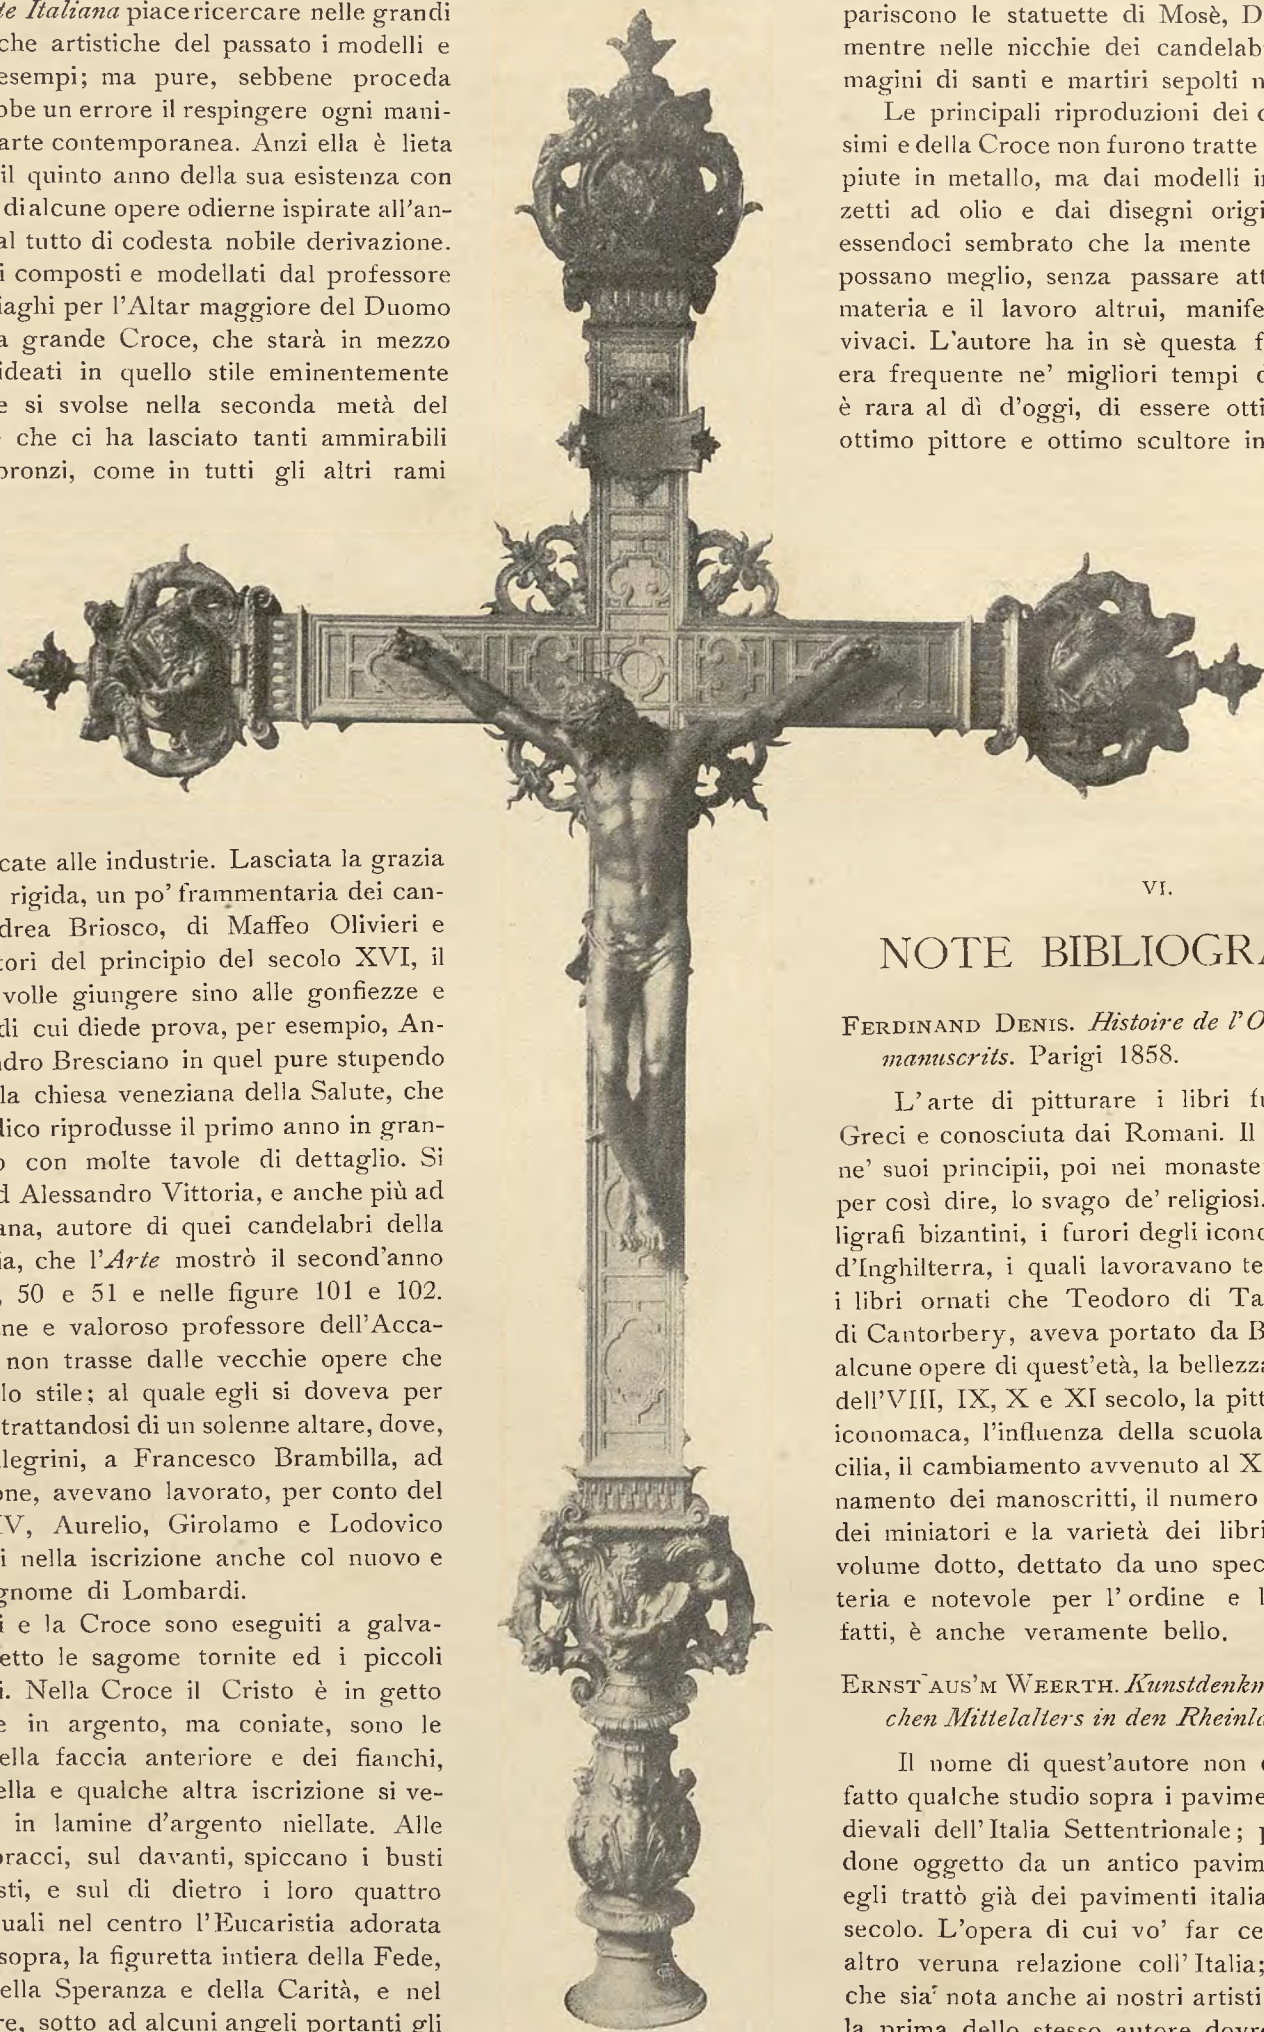 te Italiana piace ricercare nelle grandi
che artistiche del passato i modelli e
esempi; ma pure, sebbene proceda
bbe un errore il respingere ogni mani-
arte contemporanea. Anzi ella è lieta
il quinto anno della sua esistenza con
di alcune opere odierne ispirate all'an-
al tutto di codesta nobile derivazione.
i composti e modellati dal professore
iaghi per l'Altar maggiore del Duomo
a grande Croce, che starà in mezzo
ideati in quello stile eminentemente
e si svolse nella seconda metà del
che ci ha lasciato tanti ammirabili
bronzi, come in tutti gli altri rami
cate alle industrie. Lasciata la grazia
rigida, un po' frammentaria dei can-
drea Briosco, di Maffeo Olivieri e
tori del principio del secolo XVI, il
volle giungere sino alle gonfiezze e
di cui diede prova, per esempio, An-
ndro Bresciano in quel pure stupendo
lla chiesa veneziana della Salute, che
dico riprodusse il primo anno in gran-
o con molte tavole di dettaglio. Si
d Alessandro Vittoria, e anche più ad
ana, autore di quei candelabri della
ia, che l'Arte mostrò il second'anno
, 50 e 51 e nelle figure 101 e 102.
ne e valoroso professore dell'Acca-
non trasse dalle vecchie opere che
lo stile; al quale egli si doveva per
trattandosi di un solenne altare, dove,
llegrini, a Francesco Brambilla, ad
one, avevano lavorato, per conto del
IV, Aurelio, Girolamo e Lodovico
i nella iscrizione anche col nuovo e
gnome di Lombardi.
i e la Croce sono eseguiti a galva-
etto le sagome tornite ed i piccoli
i. Nella Croce il Cristo è in getto
e in argento, ma coniate, sono le
ella faccia anteriore e dei fianchi,
ella e qualche altra iscrizione si ve-
in lamine d'argento niellate. Alle
bracci, sul davanti, spiccano i busti
sti, e sul di dietro i loro quattro
uali nel centro l'Eucaristia adorata
sopra, la figuretta intiera della Fede,
ella Speranza e della Carità, e nel
re, sotto ad alcuni angeli portanti gli
pariscono le statuette di Mosè, D
mentre nelle nicchie dei candelab
magini di santi e martiri sepolti n
Le principali riproduzioni dei c
simi e della Croce non furono tratte
piute in metallo, ma dai modelli i
zetti ad olio e dai disegni origi
essendoci sembrato che la mente
possano meglio, senza passare att
materia e il lavoro altrui, manife
vivaci. L'autore ha in sè questa f
era frequente ne' migliori tempi d
è rara al dì d'oggi, di essere otti
ottimo pittore e ottimo scultore in
VI.
NOTE BIBLIOGRA
FERDINAND DENIS. Histoire de l'O
manuscrits. Parigi 1858.
L'arte di pitturare i libri fu
Greci e conosciuta dai Romani. Il
ne' suoi principii, poi nei monaste
per così dire, lo svago de' religiosi.
ligrafi bizantini, i furori degli icono
d'Inghilterra, i quali lavoravano te
i libri ornati che Teodoro di Ta
di Cantorbery, aveva portato da B
alcune opere di quest'età, la bellezza
dell'VIII, IX, X e XI secolo, la pitt
iconomaca, l'influenza della scuola
cilia, il cambiamento avvenuto al X
namento dei manoscritti, il numero
dei miniatori e la varietà dei libri
volume dotto, dettato da uno spec
teria e notevole per l'ordine e l
fatti, è anche veramente bello.
ERNST AUS'M WEERTH. Kunstdenkm
chen Mittelalters in den Rheinla
Il nome di quest'autore non
fatto qualche studio sopra i pavime
dievali dell'Italia Settentrionale; p
done oggetto da un antico pavim
egli trattò già dei pavimenti italia
secolo. L'opera di cui vo' far ce
altro veruna relazione coll'Italia;
che sia nota anche ai nostri artisti
la prima dello stesso autore dovre